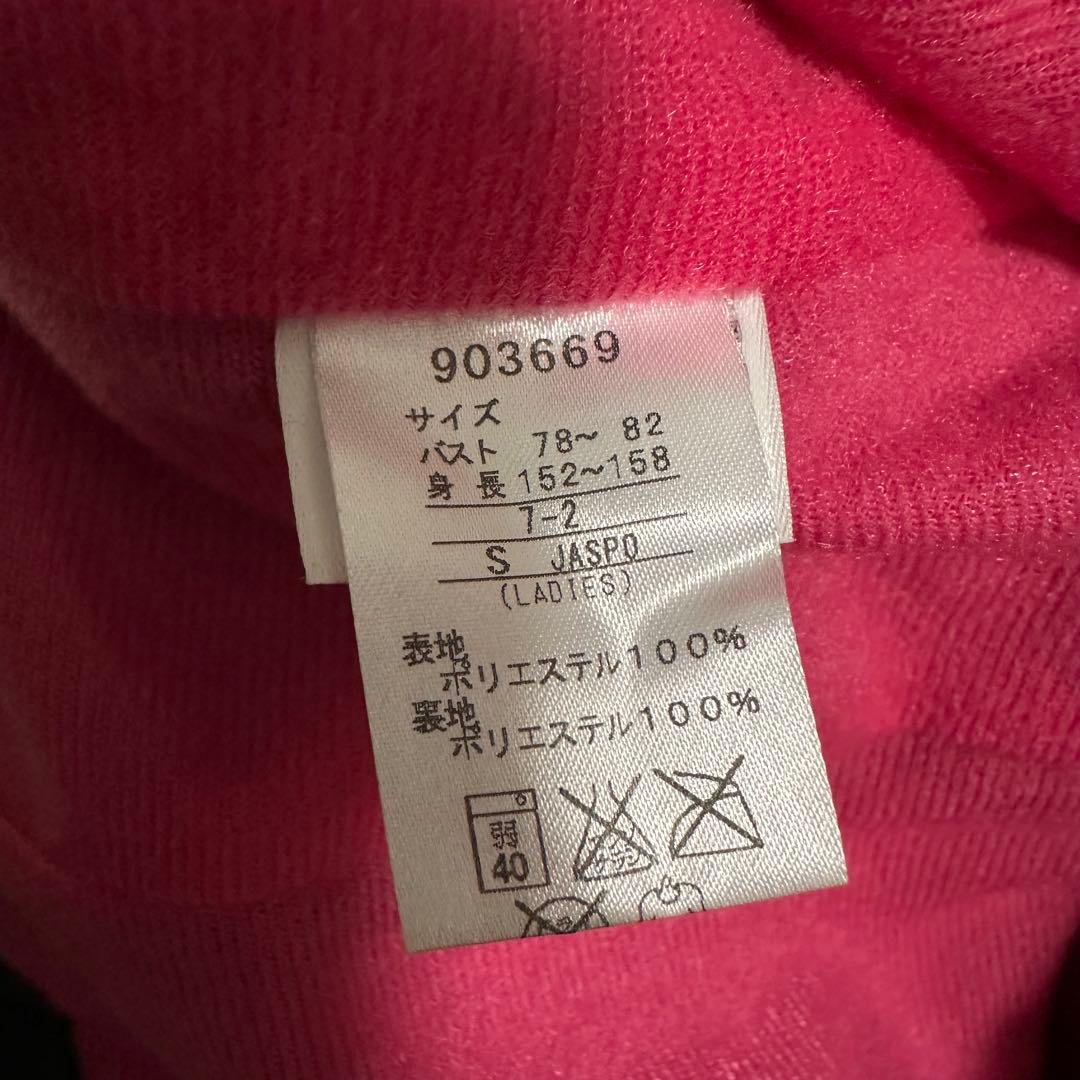 903669
サイズ
バスト 78～ 82
身 長 152～158
7-2
S JASPO
(LADIES)
表地
ポリエステル100%
裏地
ポリエステル100%
弱
40